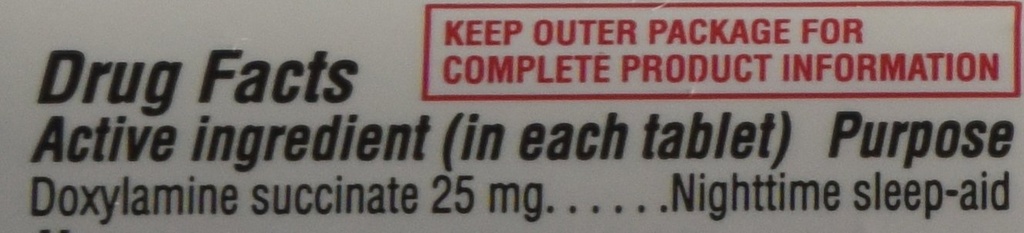 KEEP OUTER PACKAGE FOR
COMPLETE PRODUCT INFORMATION
Drug Facts
Active ingredient (in each tablet) Purpose
Doxylamine succinate 25 mg......Nighttime sleep-aid